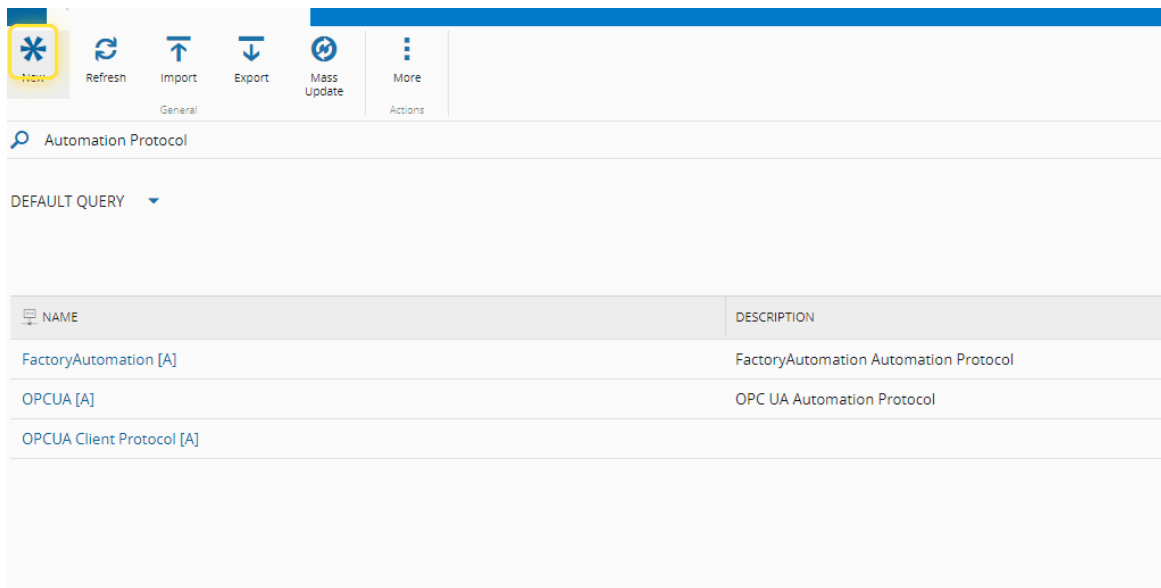 New Refresh Import Export Mass Update More
General Actions
Automation Protocol
DEFAULT QUERY
NAME DESCRIPTION
FactoryAutomation [A] FactoryAutomation Automation Protocol
OPCUA [A] OPC UA Automation Protocol
OPCUA Client Protocol [A]